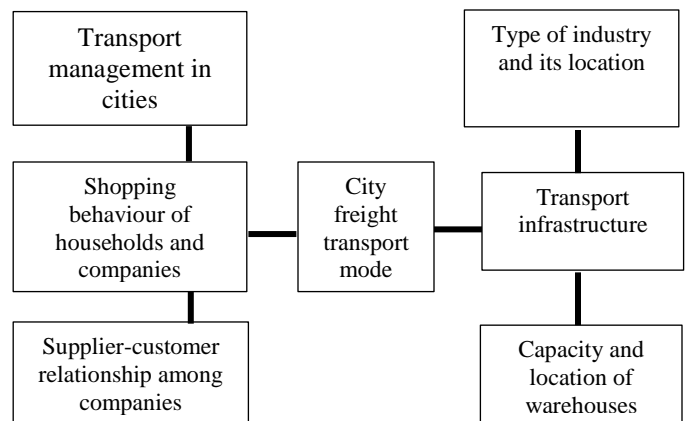 Transport
management in
cities
Type of industry
and its location
Shopping
behaviour of
households and
companies
City
freight
transport
mode
Transport
infrastructure
Supplier-customer
relationship among
companies
Capacity and
location of
warehouses